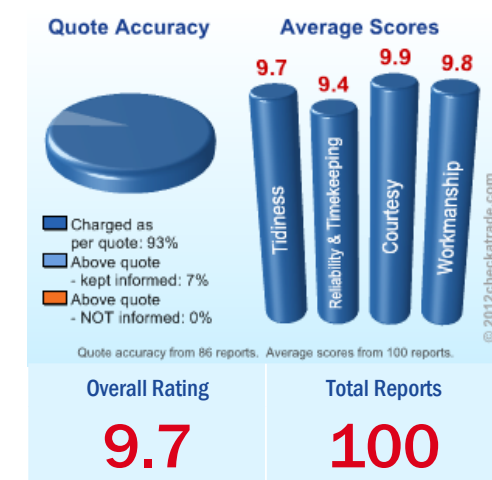 Quote Accuracy
Average Scores
9.7
9.4
9.9
9.8
Tidiness
Reliability & Timekeeping
Courtesy
Workmanship
Charged as
per quote: 93%
Above quote
- kept informed: 7%
Above quote
- NOT informed: 0%
© 2012checkatrade.com
Quote accuracy from 86 reports. Average scores from 100 reports.
Overall Rating
Total Reports
9.7
100